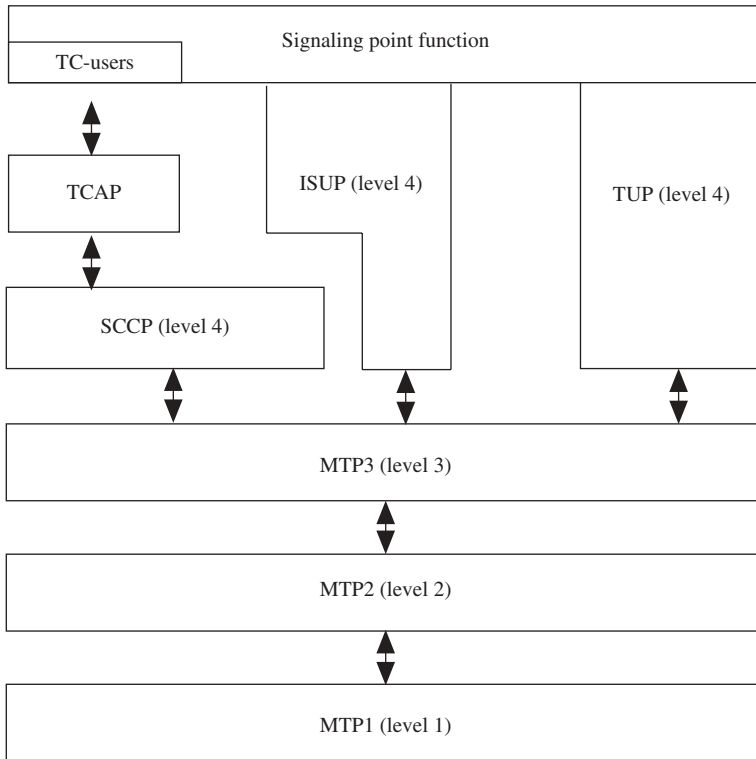 Signaling point function
TC-users
TCAP
ISUP (level 4)
TUP (level 4)
SCCP (level 4)
MTP3 (level 3)
MTP2 (level 2)
MTP1 (level 1)